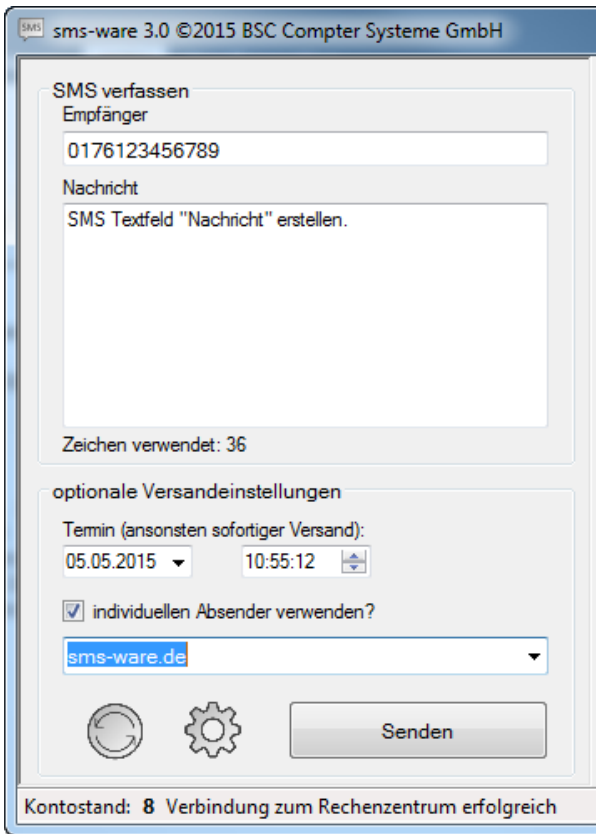 SMS
sms-ware 3.0 ©2015 BSC Compter Systeme GmbH
SMS verfassen
Empfänger
0176123456789
Nachricht
SMS Textfeld "Nachricht" erstellen.
Zeichen verwendet: 36
optionale Versandeinstellungen
Termin (ansonsten sofortiger Versand):
05.05.2015 10:55:12
individuellen Absender verwenden?
sms-ware.de
Senden
Kontostand: 8 Verbindung zum Rechenzentrum erfolgreich